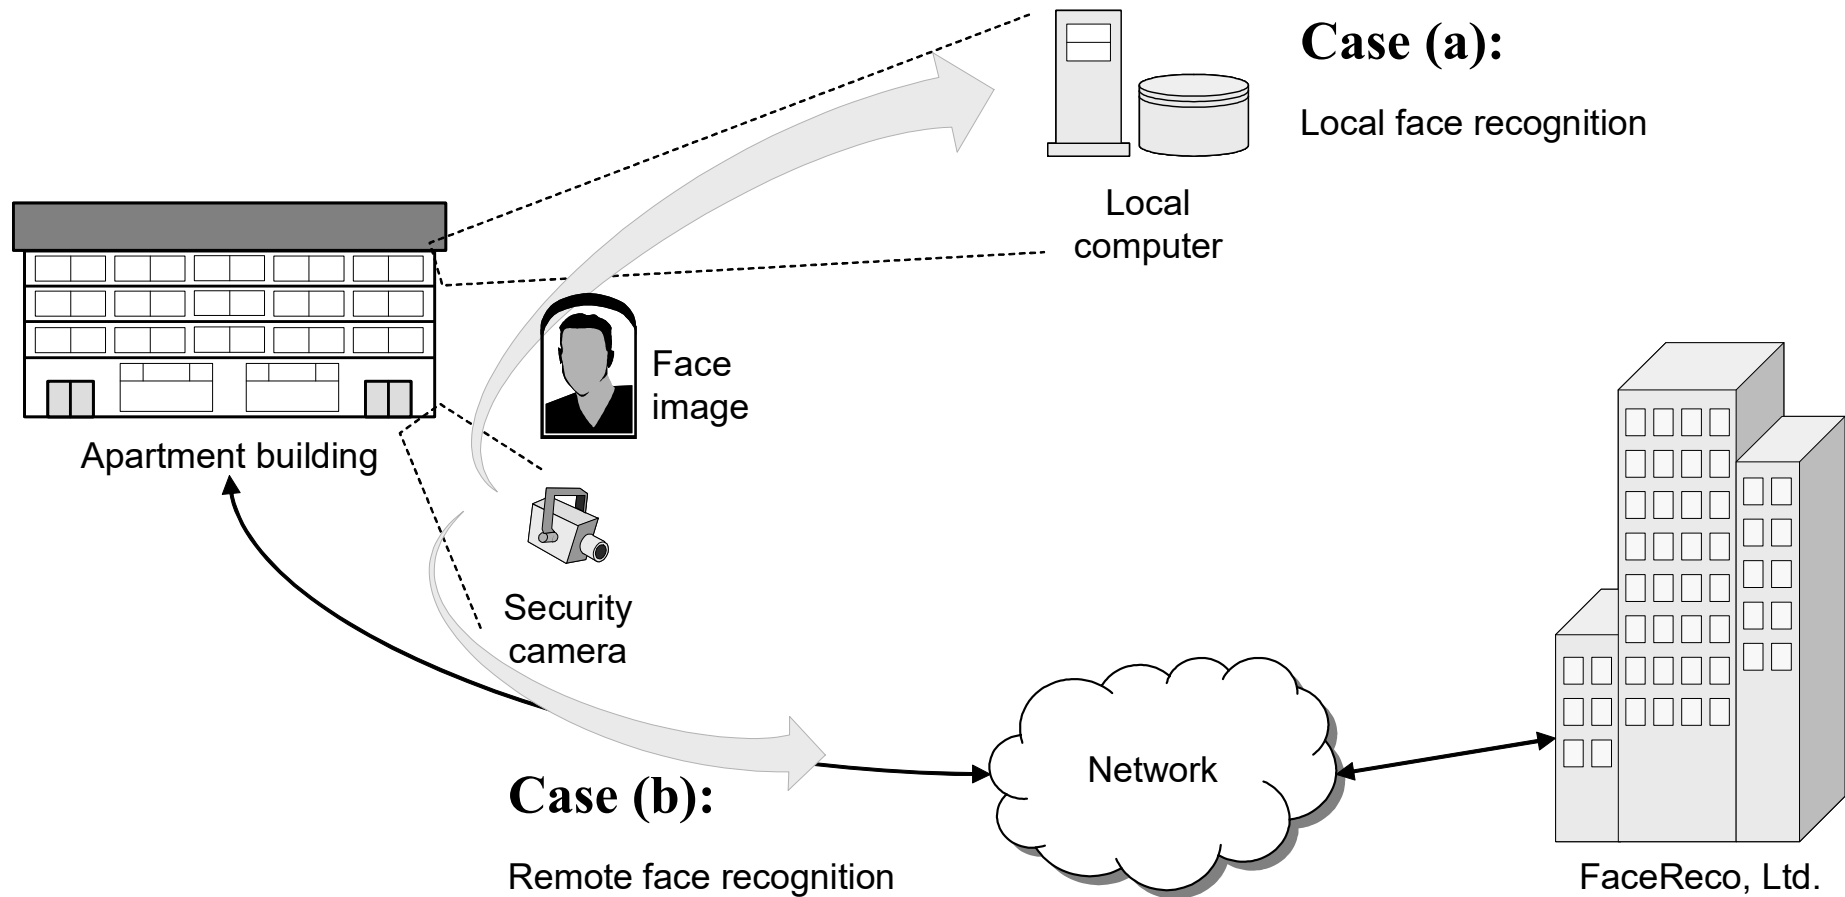 Case (a):
Local face recognition
Local
computer
Face
image
Apartment building
Security
camera
Network
Case (b):
Remote face recognition
FaceReco, Ltd.